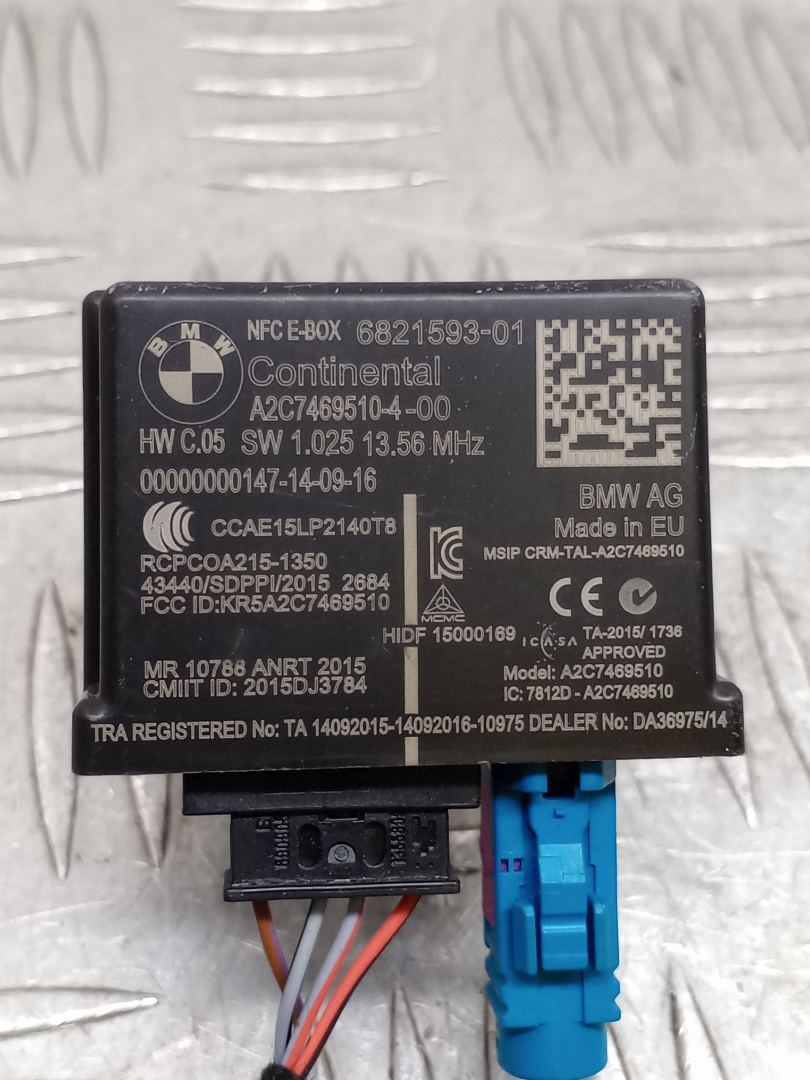 BMW
NFC E-BOX 6821593-01
Continental
A2C7469510-4-00
HW C.05 SW 1.025 13.56 MHz
00000000147-14-09-16
BMW AG
Made in EU
CCAE15LP2140T8
MSIP CRM-TAL-A2C7469510
RCPCOA215-1350
43440/SDPPI/2015 2684
FCC ID:KR5A2C7469510
MCMC
CE
HIDF 15000169
ICASA TA-2015/ 1736
APPROVED
MR 10788 ANRT 2015
Model: A2C7469510
CMIIT ID: 2015DJ3784
IC: 7812D - A2C7469510
TRA REGISTERED No: TA 14092015-14092016-10975 DEALER No: DA36975/14